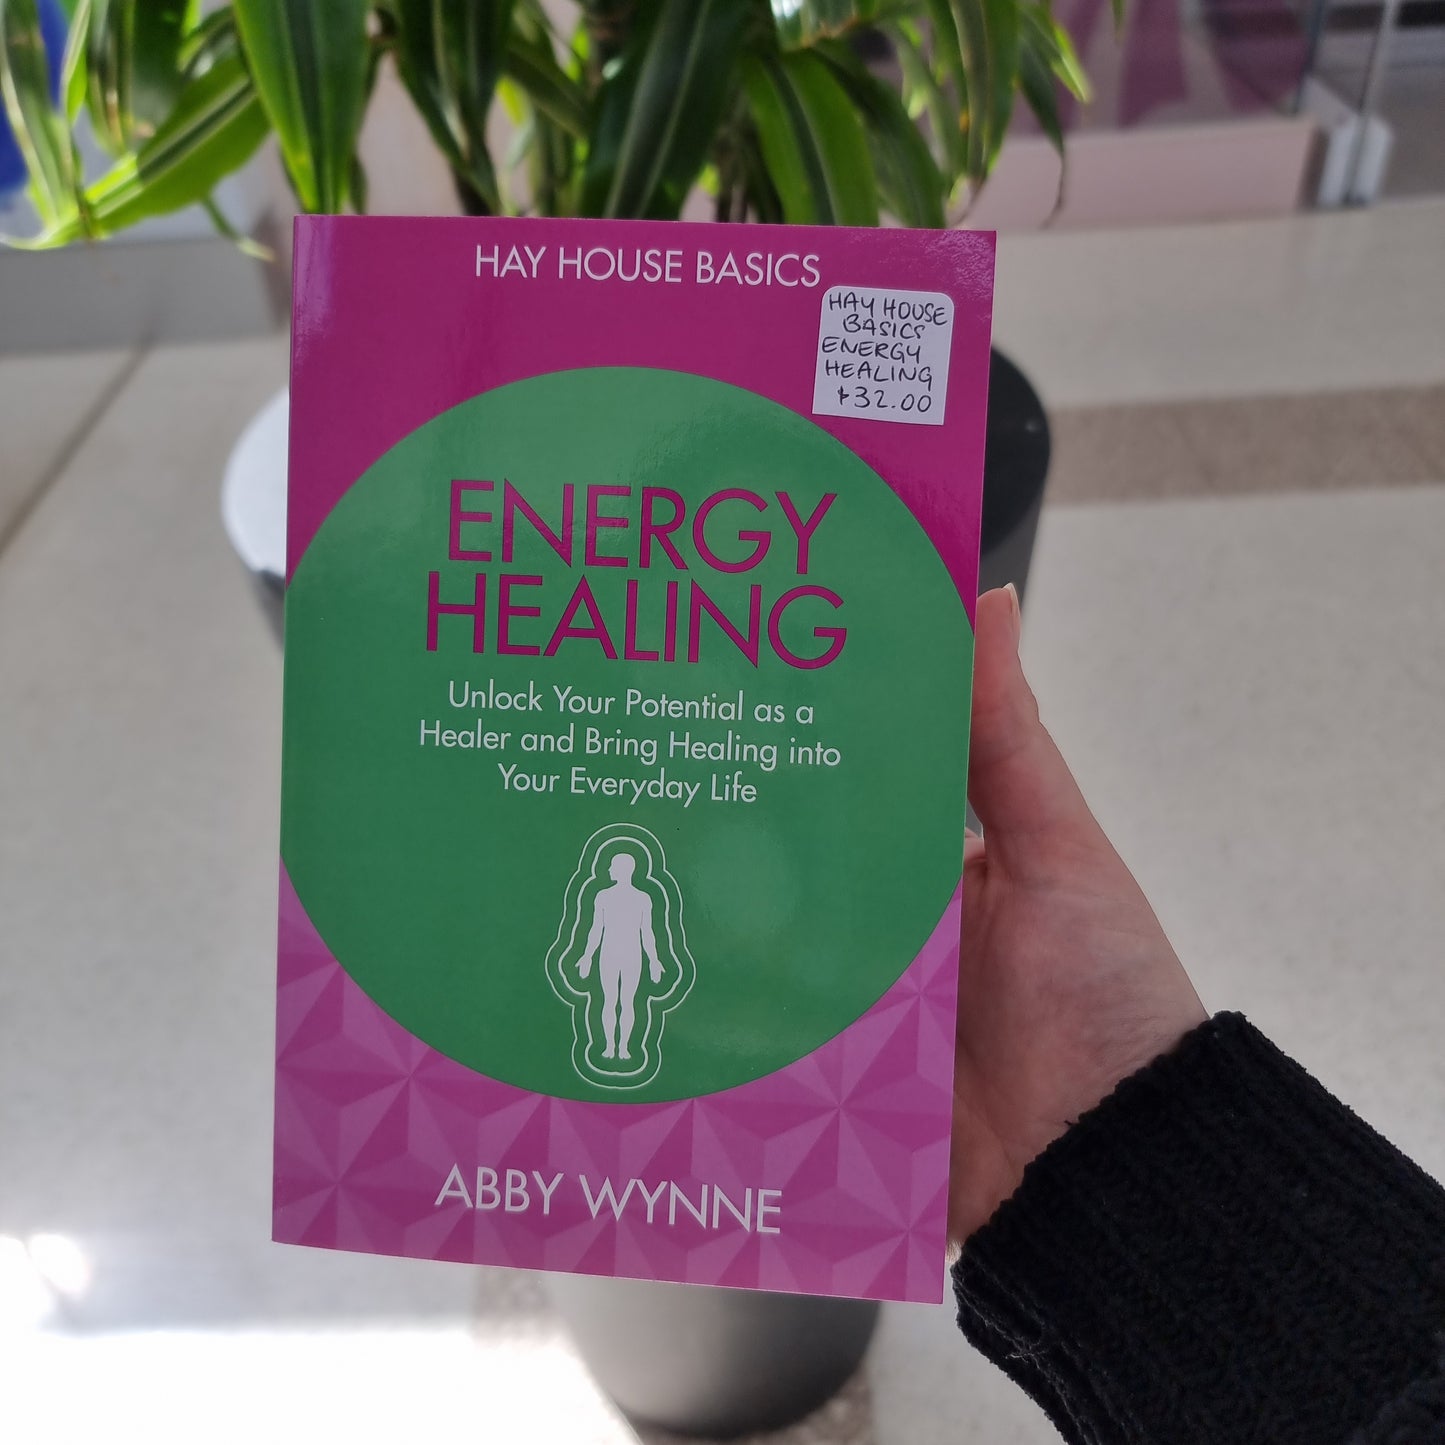 HAY HOUSE BASICS
HAY HOUSE
BASICS
ENERGY
HEALING
$32.00
ENERGY
HEALING
Unlock Your Potential as a
Healer and Bring Healing into
Your Everyday Life
ABBY WYNNE